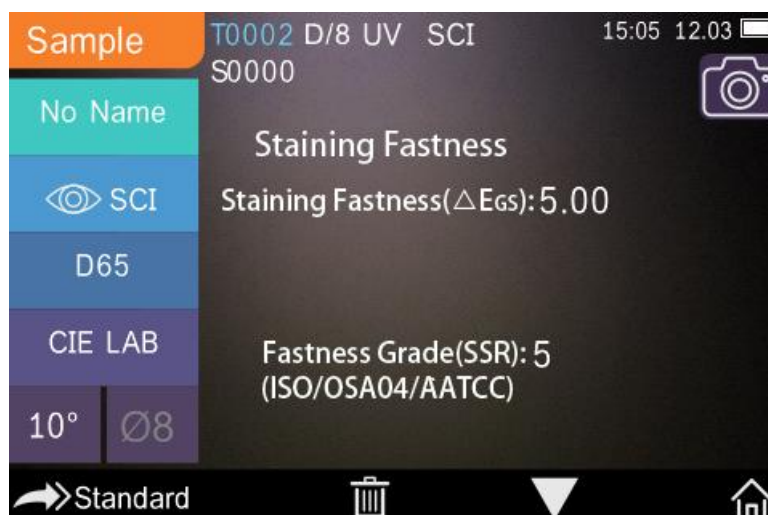 Sample
T0002 D/8 UV SCI
15:05 12.03
S0000
No Name
SCI
D65
CIE LAB
10° Ø8
Staining Fastness
Staining Fastness(△EGS):5.00
Fastness Grade(SSR): 5
(ISO/OSA04/AATCC)
Standard